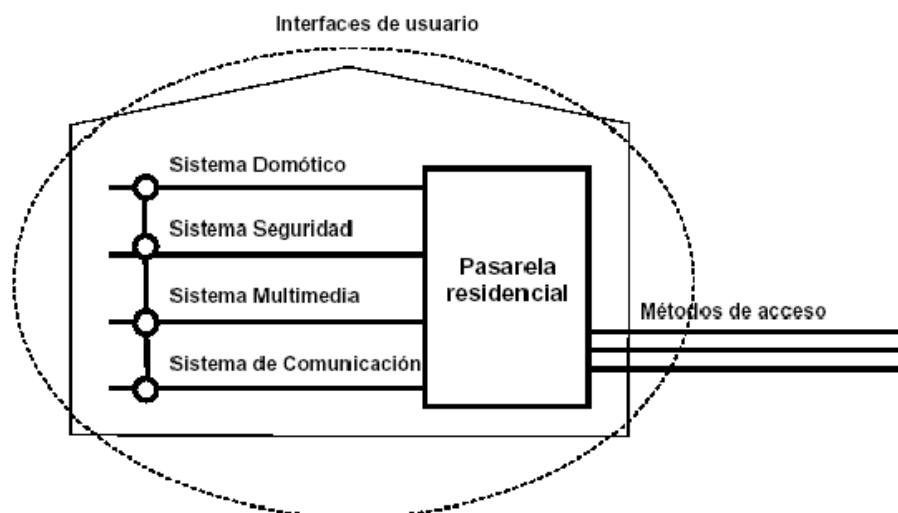 Interfaces de usuario
Sistema Domótico
Sistema Seguridad
Sistema Multimedia
Sistema de Comunicación
Pasarela
residencial
Métodos de acceso